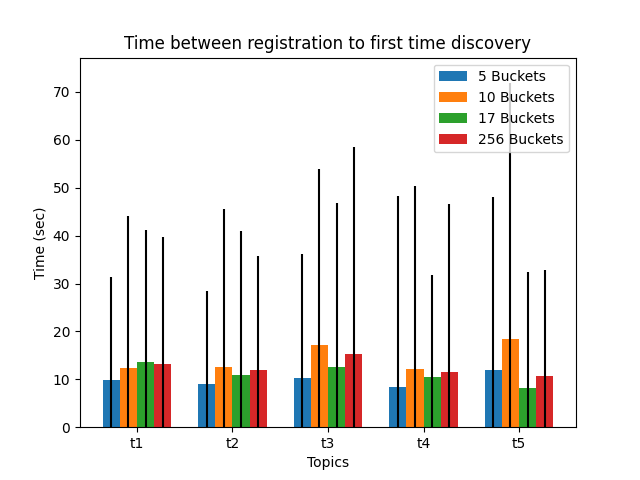 Time between registration to first time discovery
5 Buckets
10 Buckets
17 Buckets
256 Buckets
70
60
50
40
30
20
10
0
Time (sec)
t1 t2 t3 t4 t5
Topics